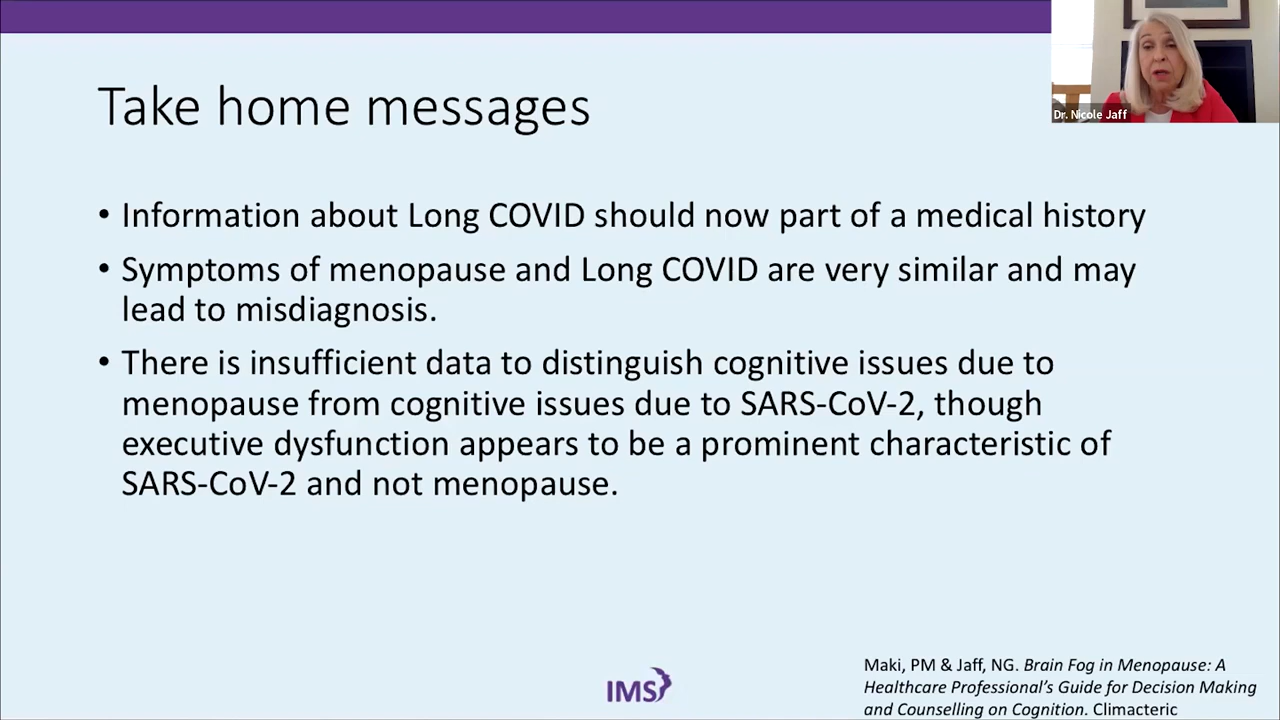 Take home messages
Dr. Nicole Jaff
• Information about Long COVID should now part of a medical history
• Symptoms of menopause and Long COVID are very similar and may
lead to misdiagnosis.
• There is insufficient data to distinguish cognitive issues due to
menopause from cognitive issues due to SARS-CoV-2, though
executive dysfunction appears to be a prominent characteristic of
SARS-CoV-2 and not menopause.
IMS
Maki, PM & Jaff, NG. Brain Fog in Menopause: A
Healthcare Professional's Guide for Decision Making
and Counselling on Cognition. Climacteric